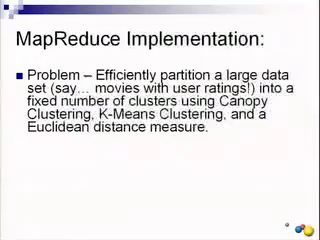 MapReduce Implementation:
Problem – Efficiently partition a large data
set (say… movies with user ratings!) into a
fixed number of clusters using Canopy
Clustering, K-Means Clustering, and a
Euclidean distance measure.